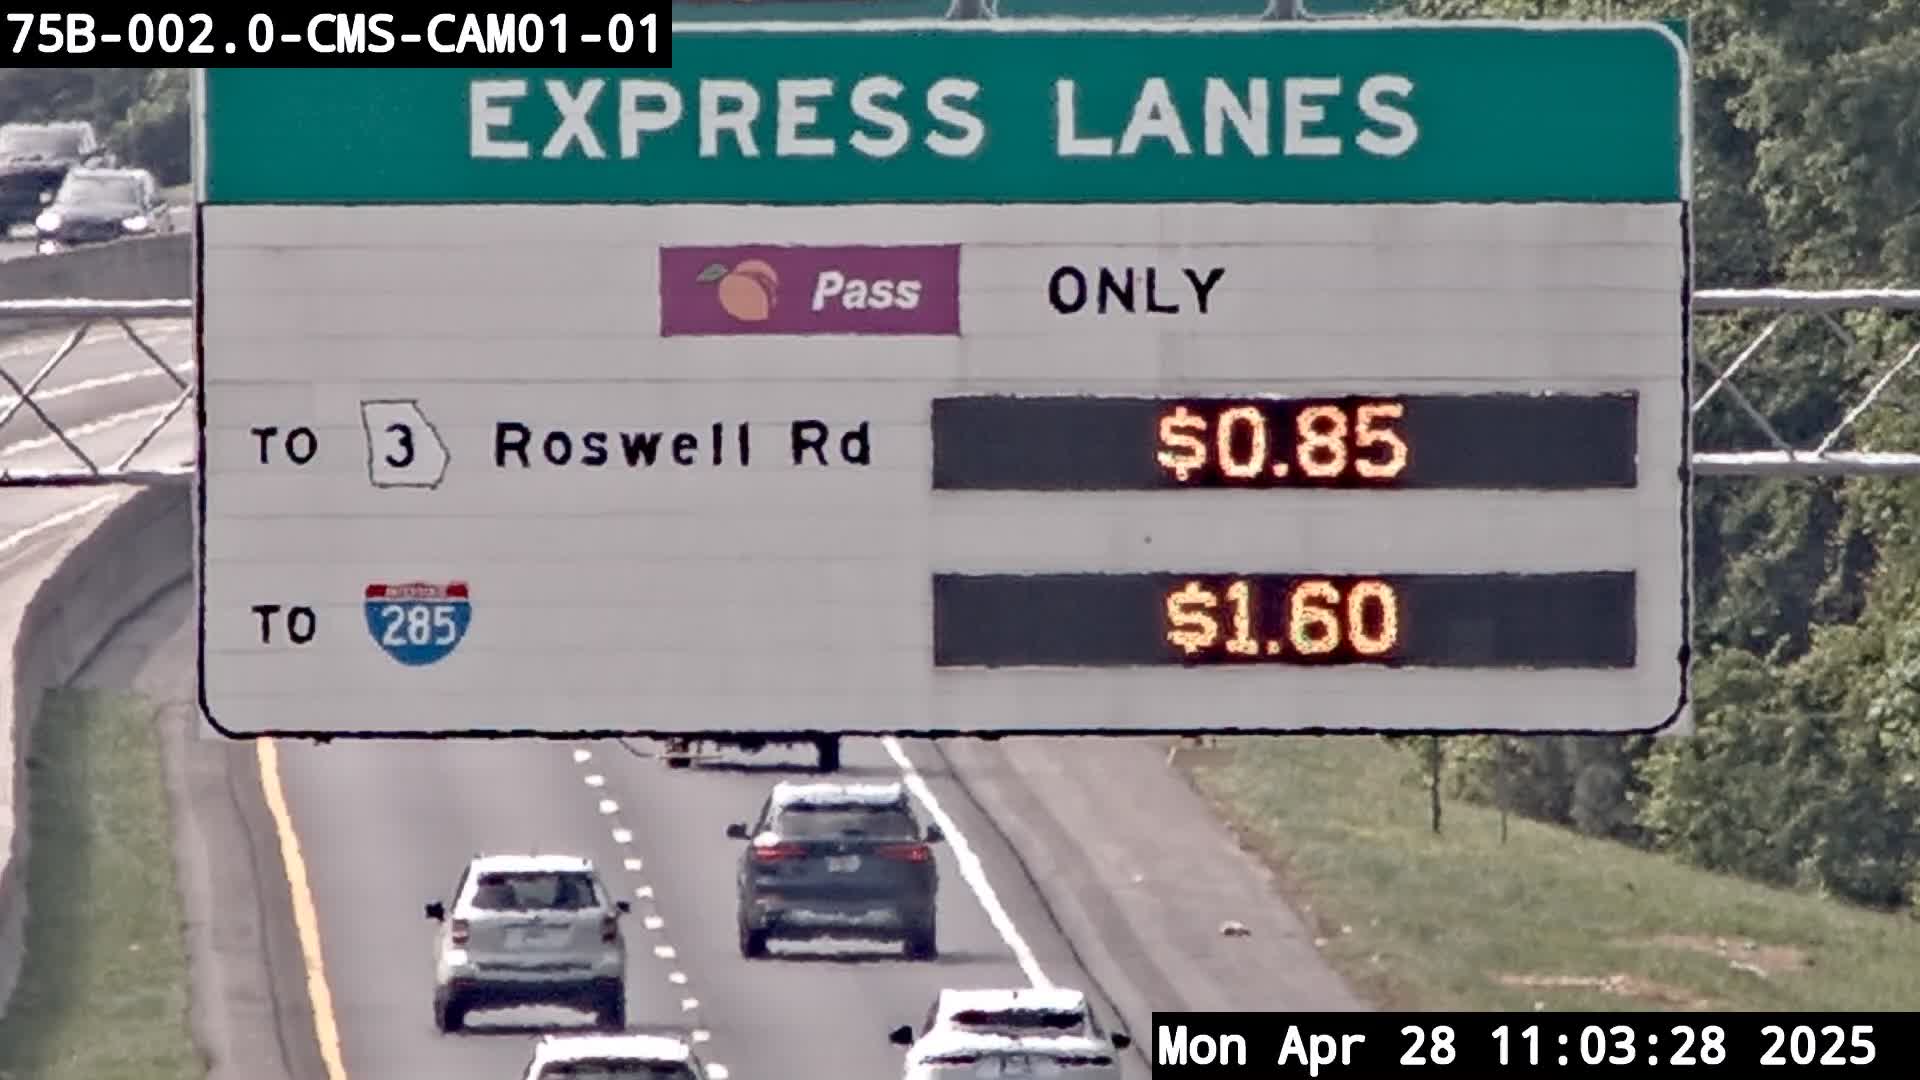 75B-002.0-CMS-CAM01-01
EXPRESS LANES
Pass ONLY
TO 3 Roswell Rd $0.85
TO INTERSTATE 285 $1.60
Mon Apr 28 11:03:28 2025